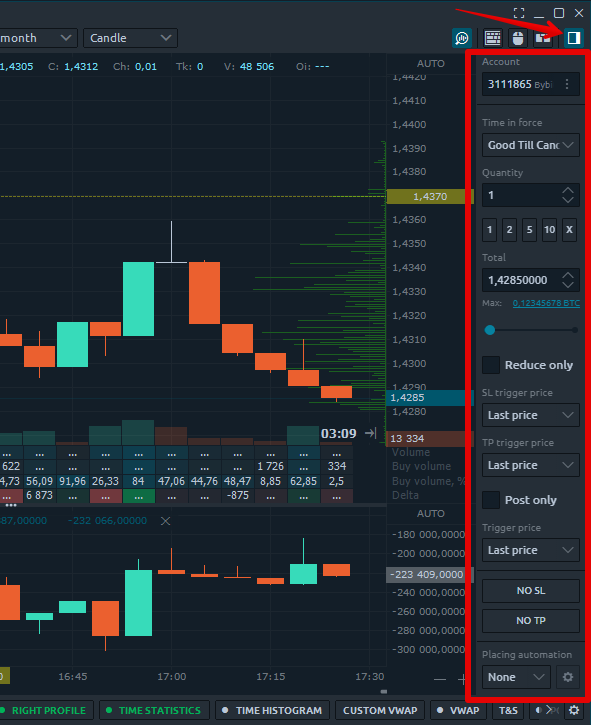 month Candle
1,4305 C: 1,4312 Ch: 0,01 Tk: 0 V: 48 506 Oi: ---
AUTO
1,4420
1,4400
1,4390
1,4380
1,4370
1,4360
1,4350
1,4340
1,4330
1,4320
1,4310
1,4300
1,4290
1,4285
1,4280
03:09
13 334
Volume
Buy volume
Buy volume, %
Delta
... ... ... ... ... ... ... ... ... ... ...
622 ... ... ... ... ... ... ... 1 726 ... 334
4,73 56,09 91,96 26,33 84 47,06 44,76 48,47 8,85 62,85 2,5
... 6 873 ... ... ... -875 ... ...
87,00000 -232 066,0000
AUTO
-180 000,0000
-200 000,0000
-223 409,0000
-240 000,0000
-260 000,0000
-280 000,0000
-300 000,0000
0 16:45 17:00 17:15 17:30
RIGHT PROFILE TIME STATISTICS TIME HISTOGRAM CUSTOM VWAP VWAP T&S
Account
3111865 Bybi
Time in force
Good Till Canc
Quantity
1
1 2 5 10 X
Total
1,42850000
Max: 0,12345678 BTC
Reduce only
SL trigger price
Last price
TP trigger price
Last price
Post only
Trigger price
Last price
NO SL
NO TP
Placing automation
None